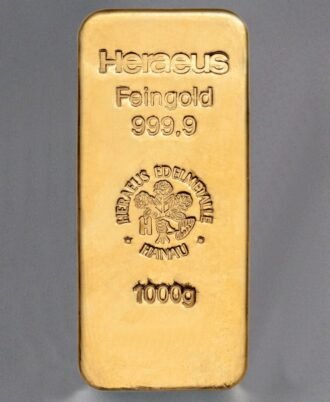 Heraeus
Feingold
999,9
HERAEUS EDELMETALLE
H
HANAU
1000g